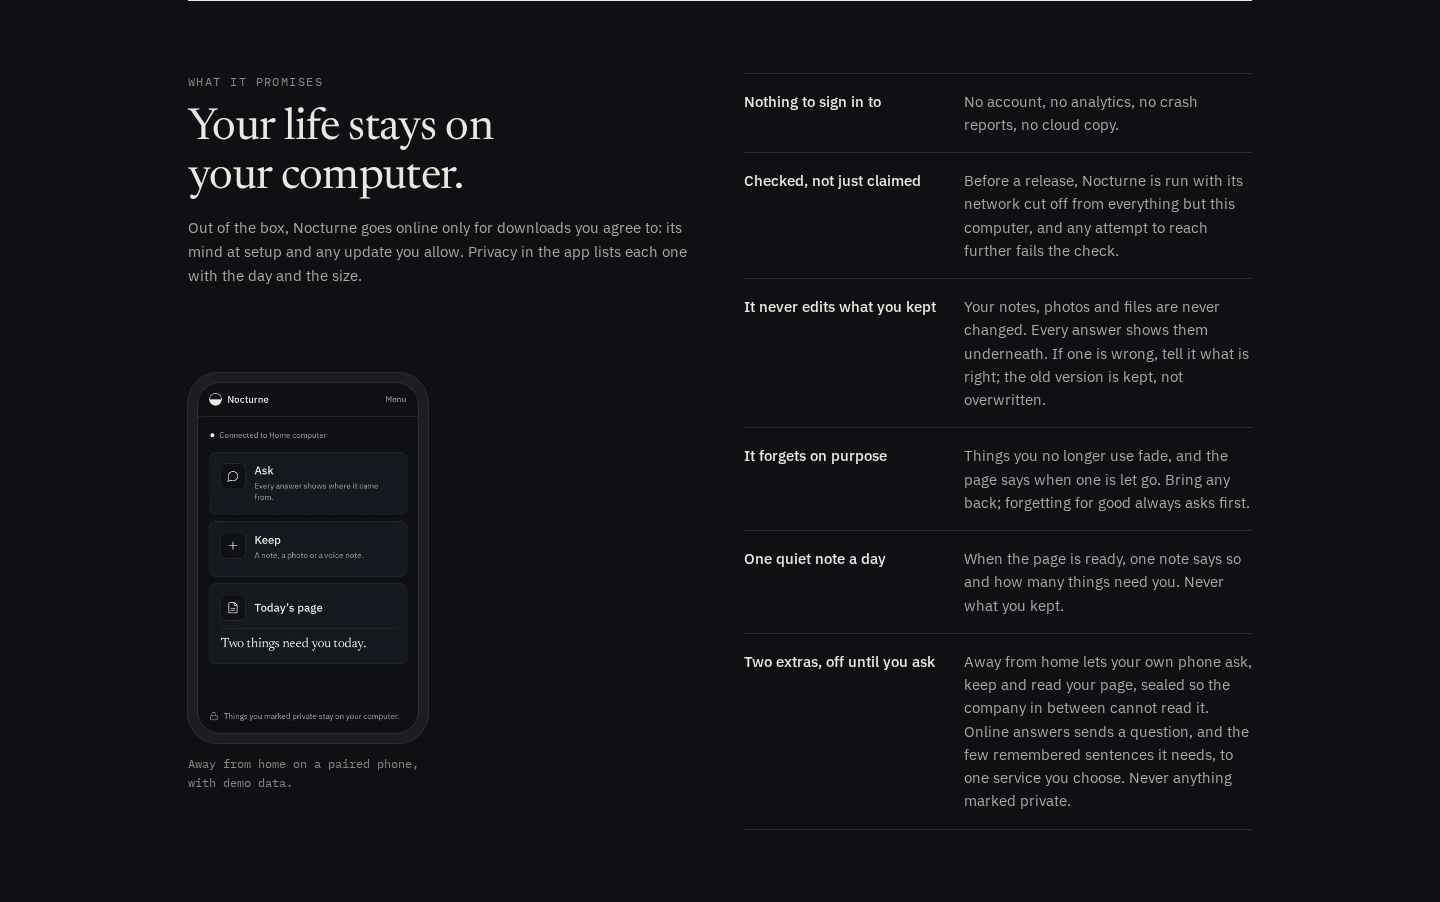 WHAT IT PROMISES
Your life stays on
your computer.
Out of the box, Nocturne goes online only for downloads you agree to: its
mind at setup and any update you allow. Privacy in the app lists each one
with the day and the size.
Nocturne
Menu
Connected to Home computer
Ask
Every answer shows where it came
from.
Keep
A note, a photo or a voice note.
Today's page
Two things need you today.
Things you marked private stay on your computer.
Away from home on a paired phone,
with demo data.
Nothing to sign in to
No account, no analytics, no crash
reports, no cloud copy.
Checked, not just claimed
Before a release, Nocturne is run with its
network cut off from everything but this
computer, and any attempt to reach
further fails the check.
It never edits what you kept
Your notes, photos and files are never
changed. Every answer shows them
underneath. If one is wrong, tell it what is
right; the old version is kept, not
overwritten.
It forgets on purpose
Things you no longer use fade, and the
page says when one is let go. Bring any
back; forgetting for good always asks first.
One quiet note a day
When the page is ready, one note says so
and how many things need you. Never
what you kept.
Two extras, off until you ask
Away from home lets your own phone ask,
keep and read your page, sealed so the
company in between cannot read it.
Online answers sends a question, and the
few remembered sentences it needs, to
one service you choose. Never anything
marked private.